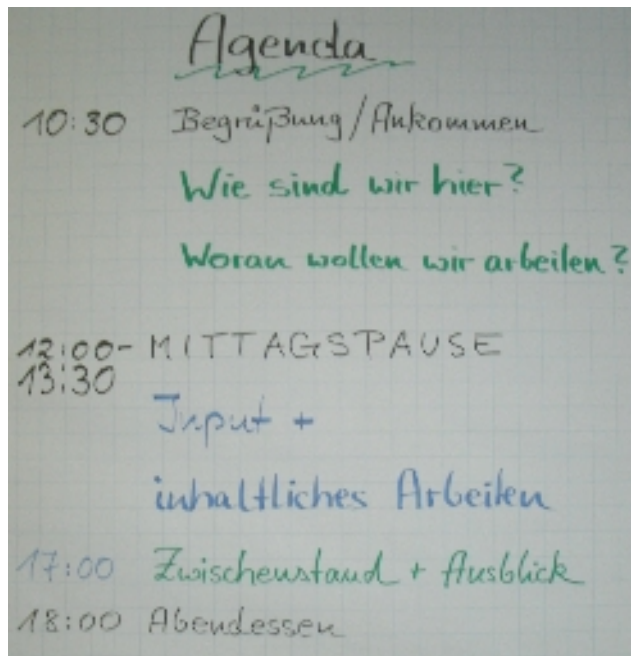 Agenda
10:30 Begrüßung/Ankommen
Wie sind wir hier?
Woran wollen wir arbeiten?
12:00- MITTAGSPAUSE
13:30
Input +
inhaltliches Arbeiten
17:00 Zwischenstand + Ausblick
18:00 Abendessen